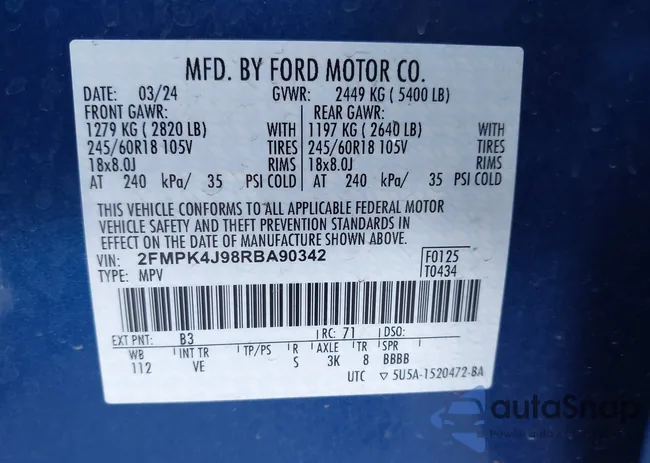 MFD. BY FORD MOTOR CO.
DATE: 03/24 GVWR: 2449 KG ( 5400 LB)
FRONT GAWR: REAR GAWR:
1279 KG ( 2820 LB) WITH 1197 KG ( 2640 LB) WITH
245/60R18 105V TIRES 245/60R18 105V TIRES
18x8.0J RIMS 18x8.0J RIMS
AT 240 kPa/ 35 PSI COLD AT 240 kPa/ 35 PSI COLD
THIS VEHICLE CONFORMS TO ALL APPLICABLE FEDERAL MOTOR
VEHICLE SAFETY AND THEFT PREVENTION STANDARDS IN
EFFECT ON THE DATE OF MANUFACTURE SHOWN ABOVE.
VIN: 2FMPK4J98RBA90342 F0125
TYPE: MPV T0434
EXT PNT: B3 RC: 71 DSO:
WB INT TR TP/PS R AXLE TR SPR
112 VE S 3K 8 BBBB
UTC ▽ 5U5A-1520472-BA
autoSnap